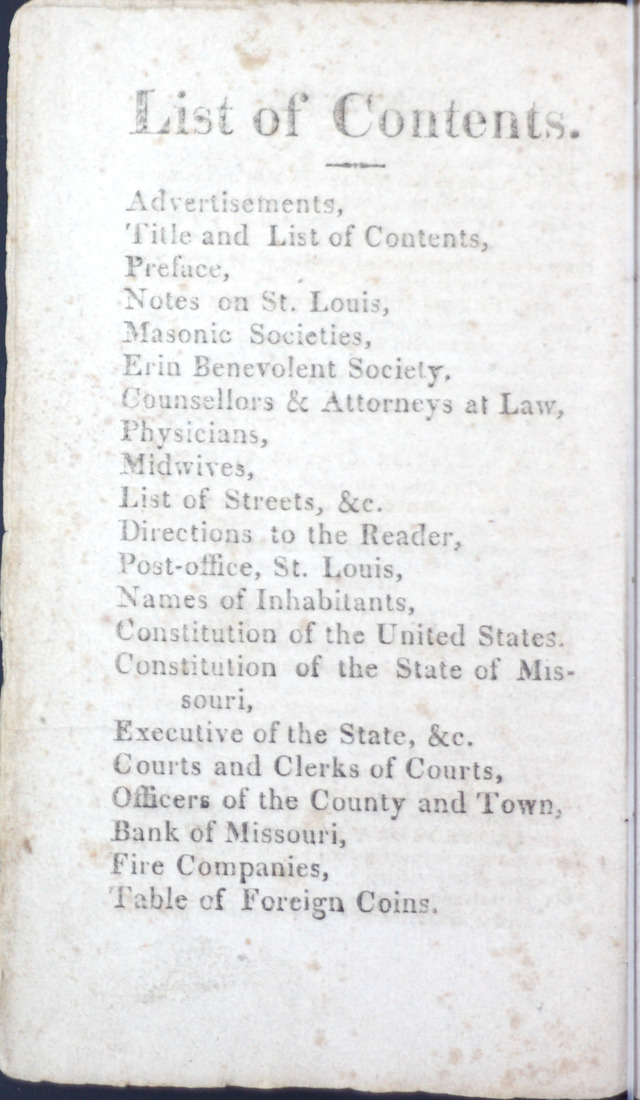 List of Contents.
Advertisements,
Title and List of Contents,
Preface,
Notes on St. Louis,
Masonic Societies,
Erin Benevolent Society.
Counsellors & Attorneys at Law,
Physicians,
Midwives,
List of Streets, &c.
Directions to the Reader,
Post-office, St. Louis,
Names of Inhabitants,
Constitution of the United States.
Constitution of the State of Mis-
souri,
Executive of the State, &c.
Courts and Clerks of Courts,
Officers of the County and Town,
Bank of Missouri,
Fire Companies,
Table of Foreign Coins.